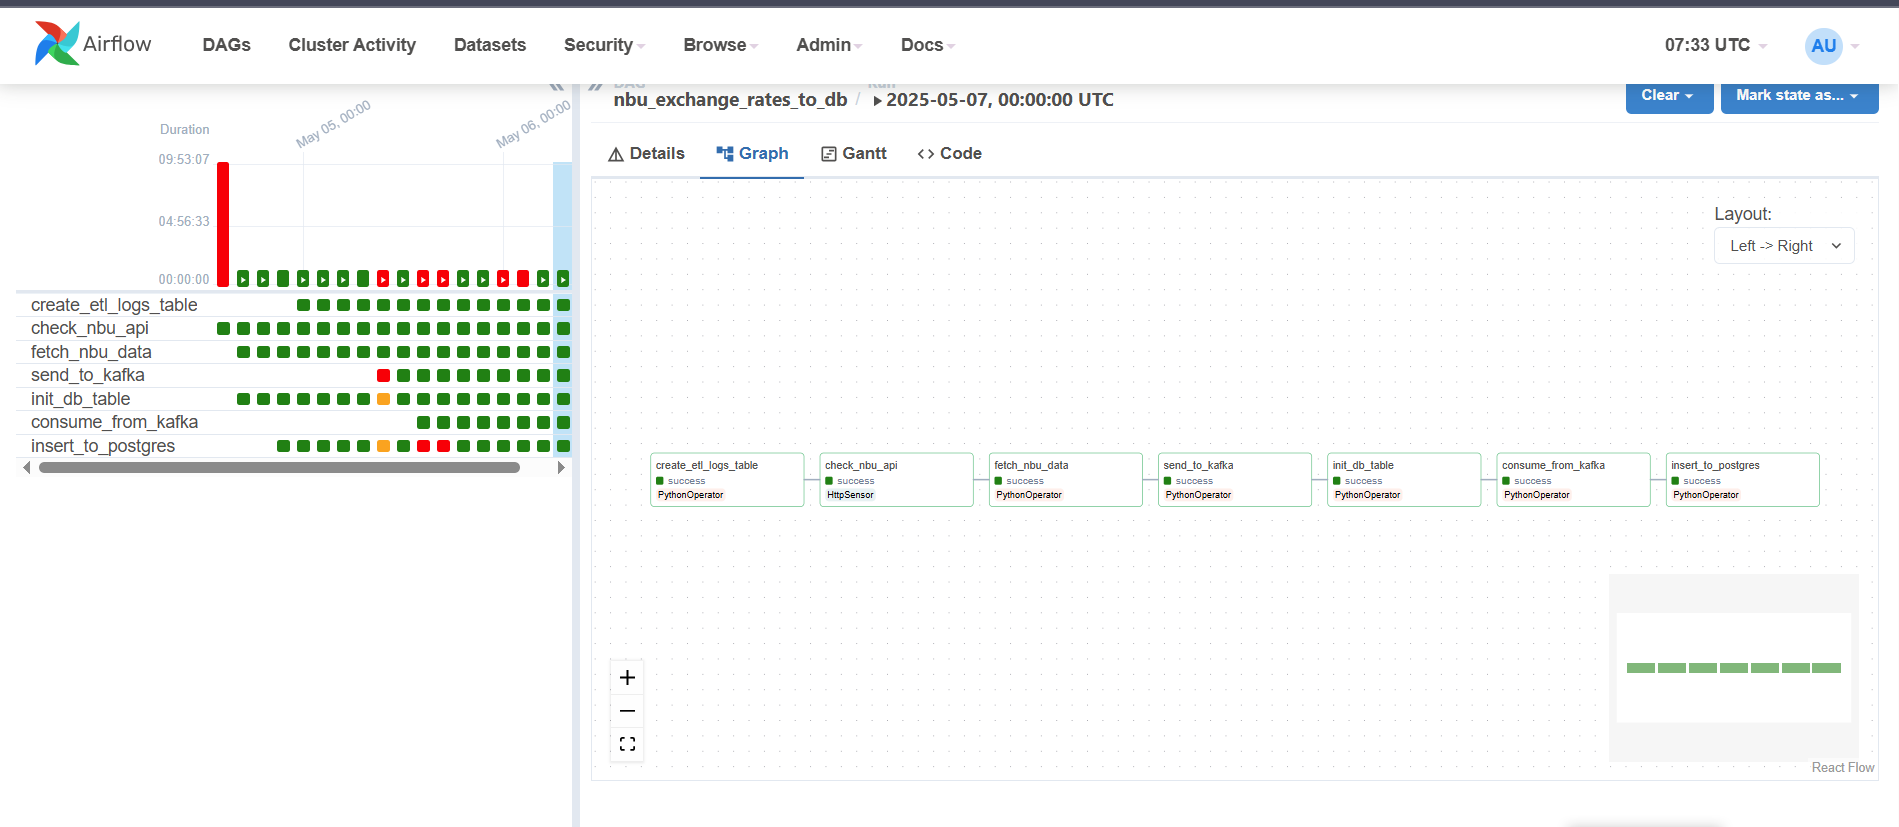 Airflow
DAGs
Cluster Activity
Datasets
Security
Browse
Admin
Docs
07:33 UTC
AU
DAG
Run
nbu_exchange_rates_to_db / 2025-05-07, 00:00:00 UTC
Clear
Mark state as...
Duration
May 05, 00:00
May 06, 00:00
09:53:07
04:56:33
00:00:00
create_etl_logs_table
check_nbu_api
fetch_nbu_data
send_to_kafka
init_db_table
consume_from_kafka
insert_to_postgres
Details
Graph
Gantt
Code
Layout:
Left -> Right
create_etl_logs_table
success
PythonOperator
check_nbu_api
success
HttpSensor
fetch_nbu_data
success
PythonOperator
send_to_kafka
success
PythonOperator
init_db_table
success
PythonOperator
consume_from_kafka
success
PythonOperator
insert_to_postgres
success
PythonOperator
React Flow